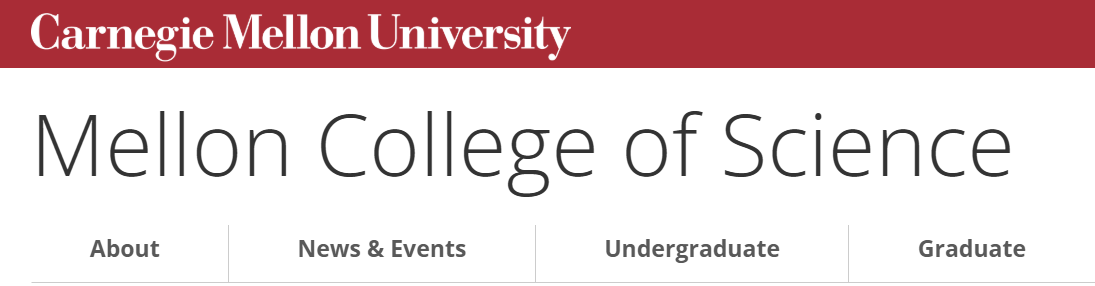 Carnegie Mellon University
Mellon College of Science
About News & Events Undergraduate Graduate